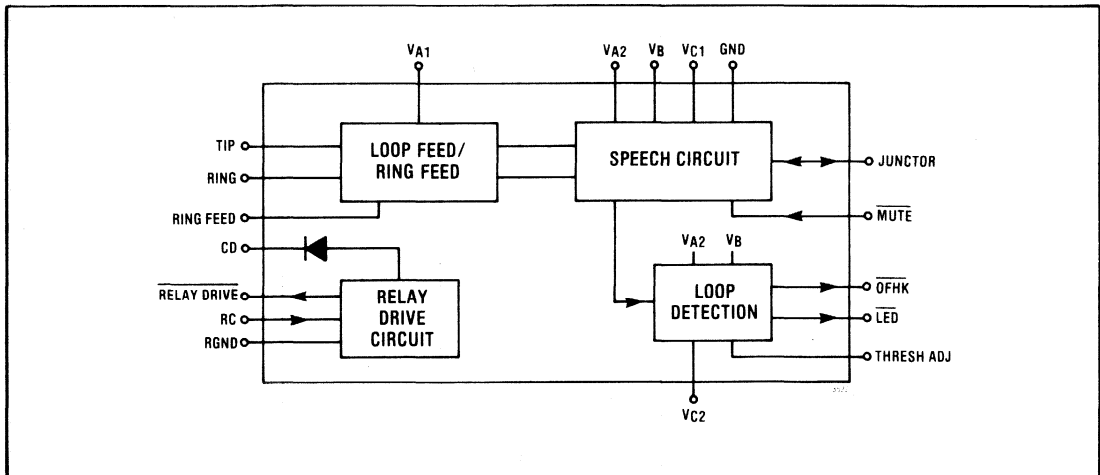 VA1
VA2 VB VC1 GND
TIP
RING
RING FEED
CD
RELAY DRIVE
RC
RGND
LOOP FEED/
RING FEED
SPEECH CIRCUIT
JUNCTOR
MUTE
VA2 VB
LOOP
DETECTION
OFHK
LED
THRESH ADJ
RELAY
DRIVE
CIRCUIT
VC2